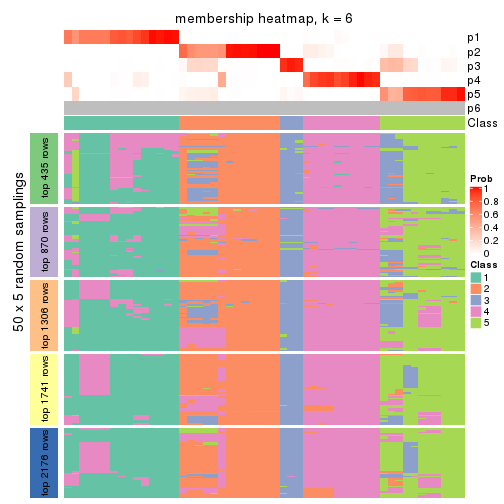 membership heatmap, k = 6
p1
p2
p3
p4
p5
p6
Class
50 x 5 random samplings
top 435 rows
top 870 rows
top 1306 rows
top 1741 rows
top 2176 rows
Prob
1
0.8
0.6
0.4
0.2
0
Class
1
2
3
4
5